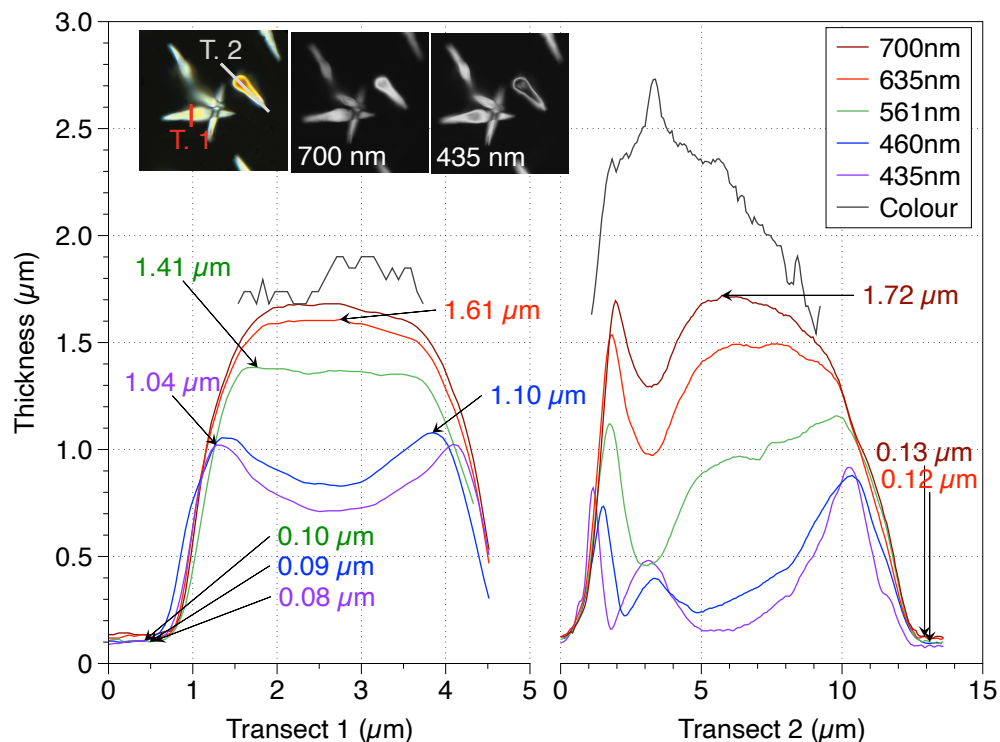 3.0
2.5
2.0
1.5
1.0
0.5
0
Thickness (µm)
T. 2
T. 1
700 nm
435 nm
700nm
635nm
561nm
460nm
435nm
Colour
1.41 µm
1.61 µm
1.04 µm
1.10 µm
0.10 µm
0.09 µm
0.08 µm
1.72 µm
0.13 µm
0.12 µm
0 1 2 3 4 5
Transect 1 (µm)
0 5 10 15
Transect 2 (µm)